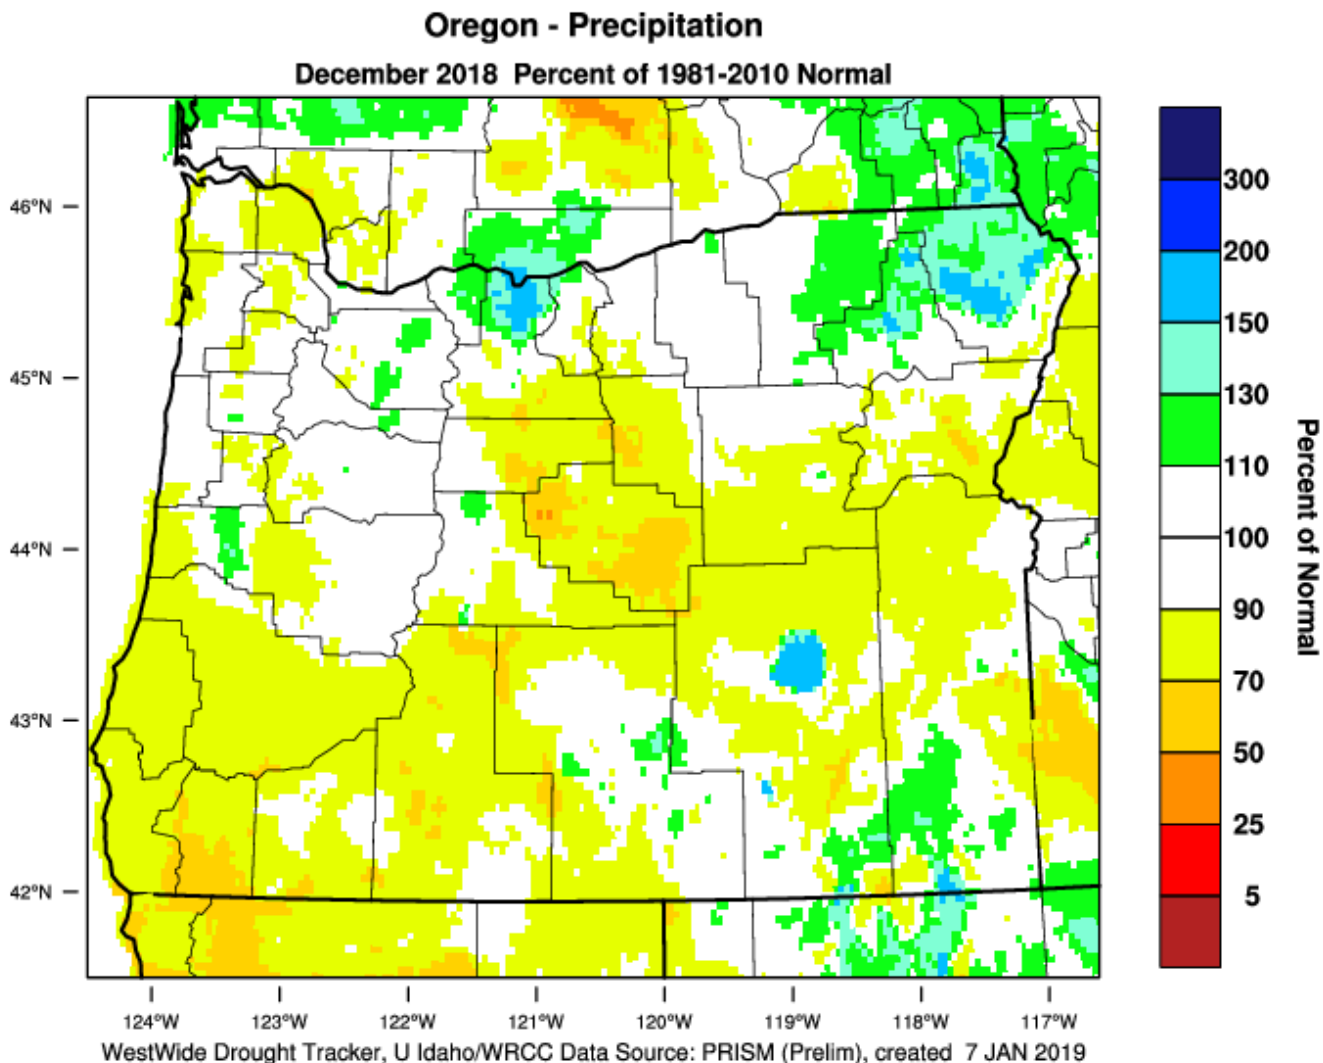 Oregon - Precipitation
December 2018  Percent of 1981-2010 Normal
46°N
45°N
44°N
43°N
42°N
124°W
123°W
122°W
121°W
120°W
119°W
118°W
117°W
300
200
150
130
110
100
90
70
50
25
5
Percent of Normal
WestWide Drought Tracker, U Idaho/WRCC Data Source: PRISM (Prelim), created  7 JAN 2019